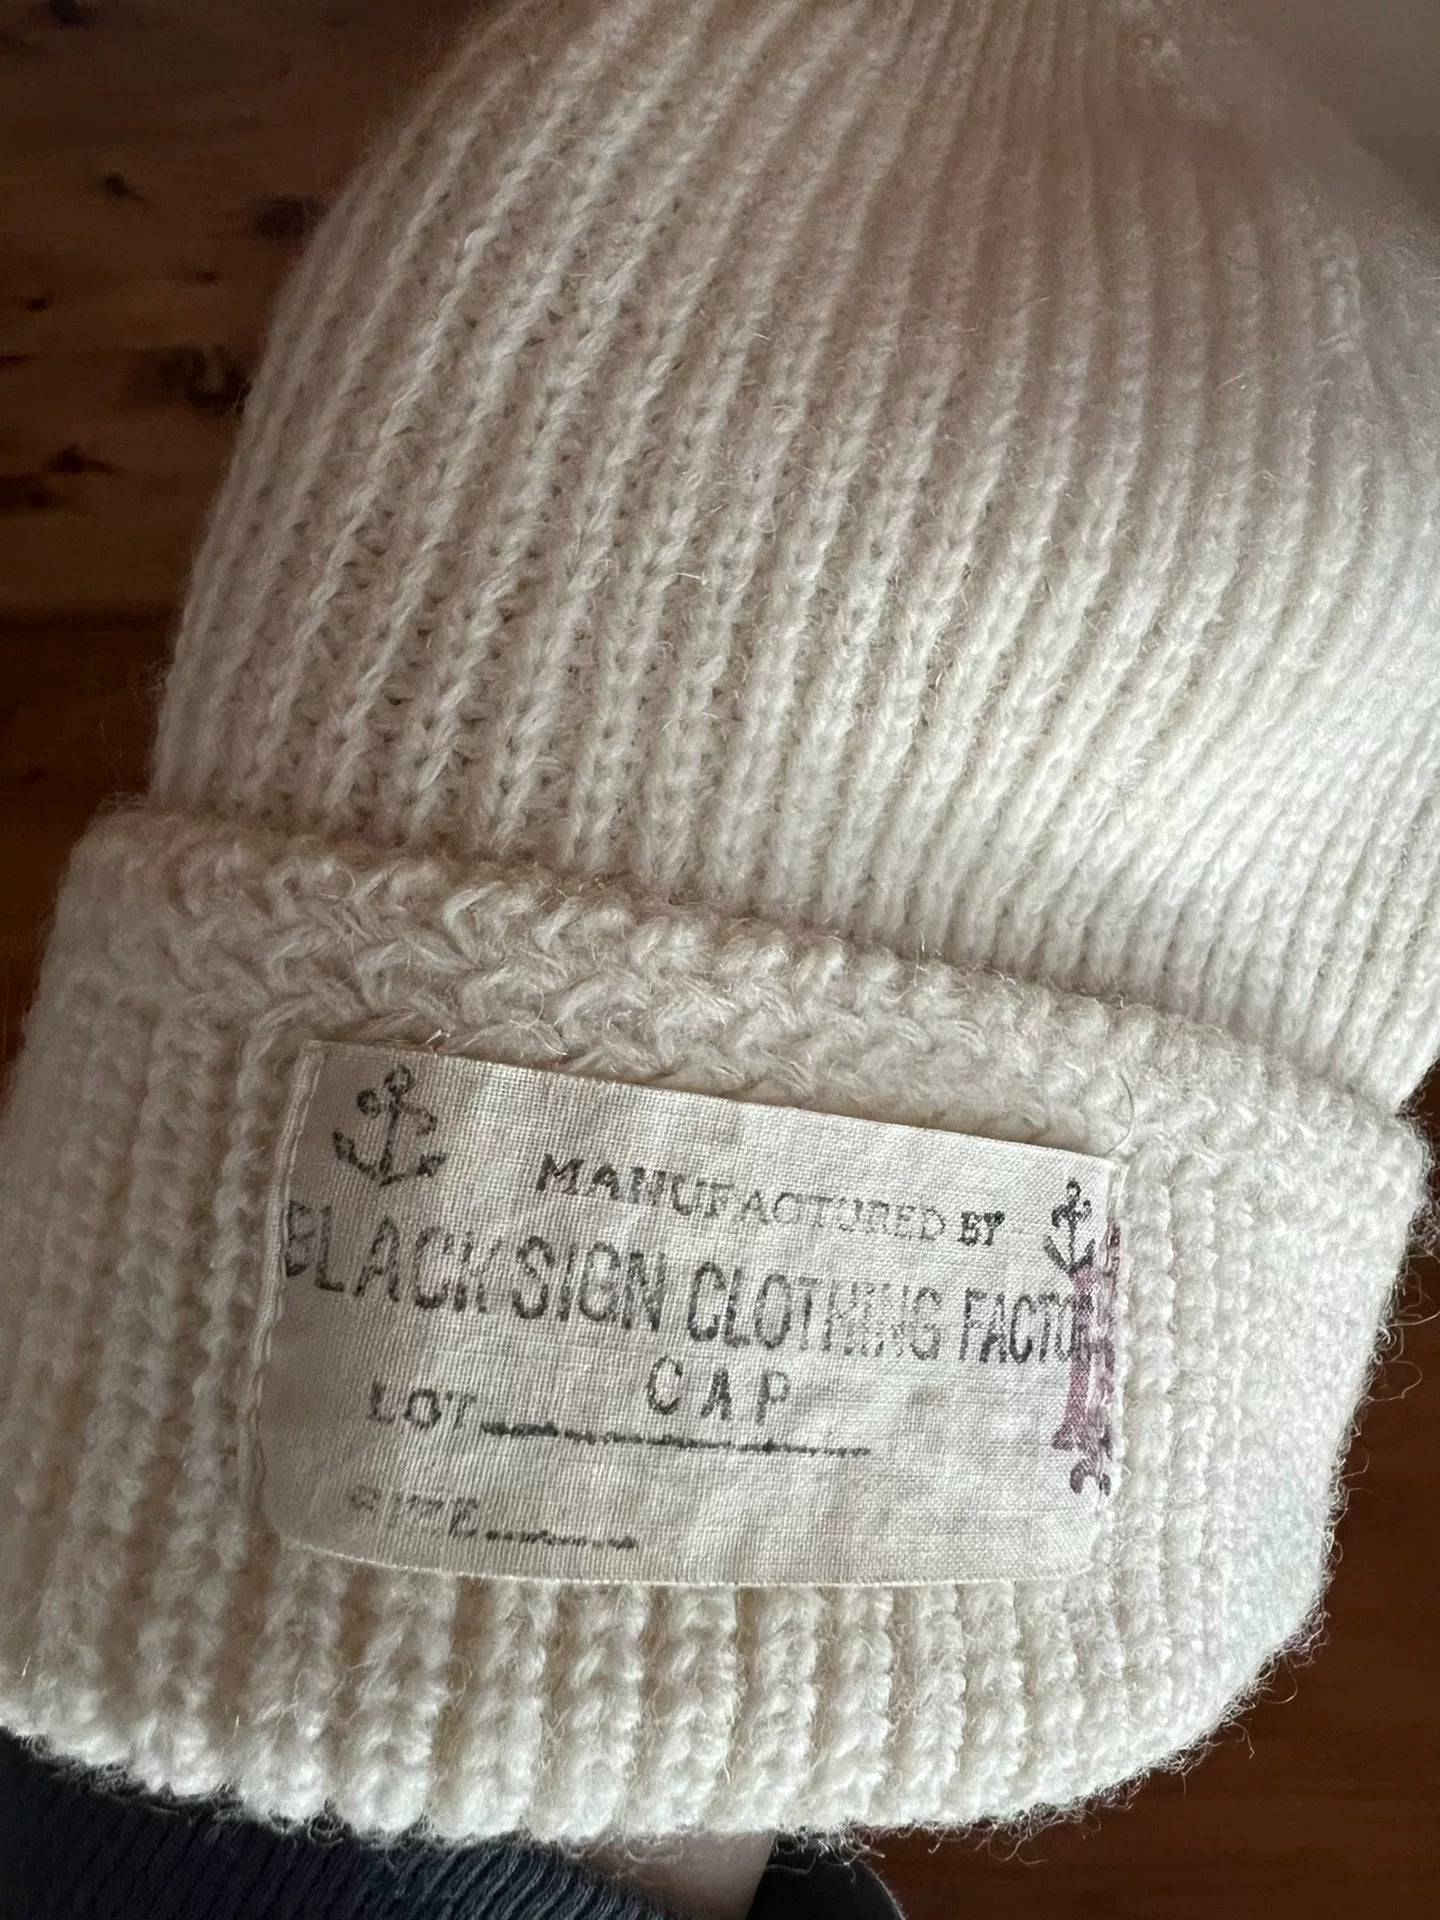 MANUFACTURED BY
BLACK SIGN CLOTHING FACTO
CAP
LOT
SIZE